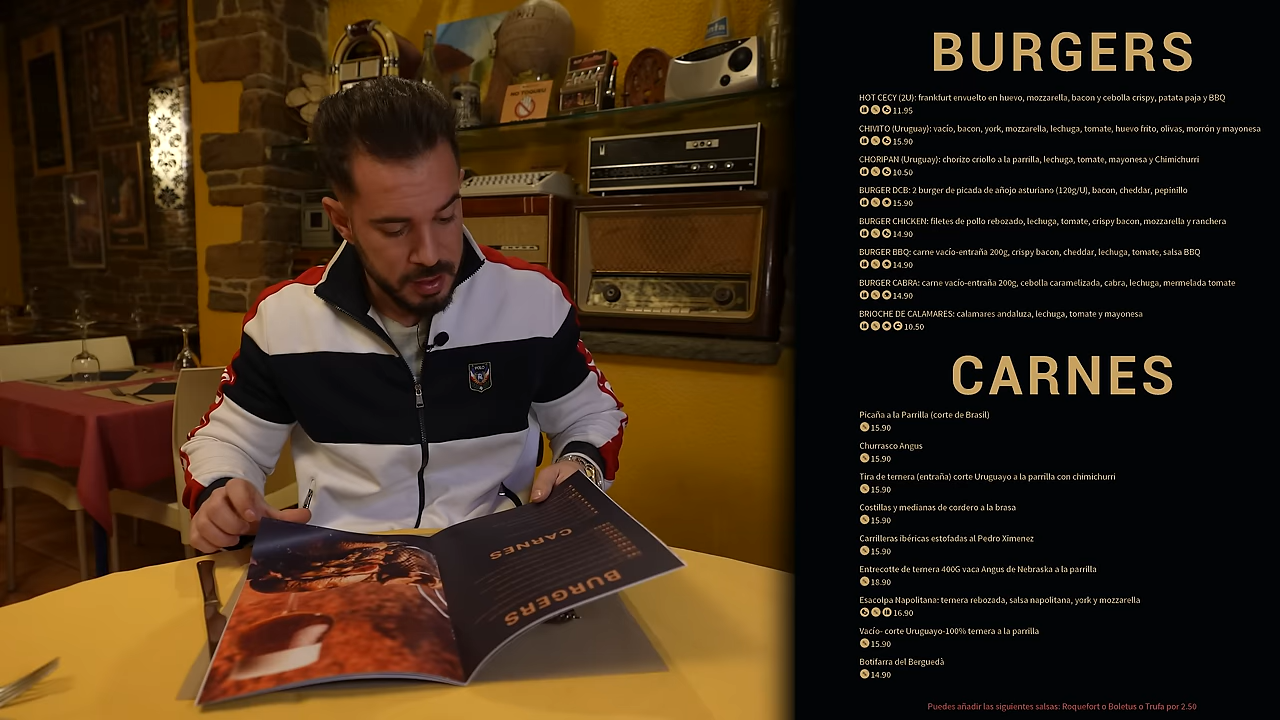 BURGERS
HOT CECY (2U): frankfurt envuelto en huevo, mozzarella, bacon y cebolla crispy, patata paja y BBQ
11.95
CHIVITO (Uruguay): vacío, bacon, york, mozzarella, lechuga, tomate, huevo frito, olivas, morrón y mayonesa
15.90
CHORIPAN (Uruguay): chorizo criollo a la parrilla, lechuga, tomate, mayonesa y Chimichurri
10.50
BURGER DCB: 2 burger de picada de añojo asturiano (120g/U), bacon, cheddar, pepinillo
15.90
BURGER CHICKEN: filetes de pollo rebozado, lechuga, tomate, crispy bacon, mozzarella y ranchera
14.90
BURGER BBQ: carne vacío-entraña 200g, crispy bacon, cheddar, lechuga, tomate, salsa BBQ
14.90
BURGER CABRA: carne vacío-entraña 200g, cebolla caramelizada, cabra, lechuga, mermelada tomate
14.90
BRIOCHE DE CALAMARES: calamares andaluza, lechuga, tomate y mayonesa
10.50
CARNES
Picaña a la Parrilla (corte de Brasil)
15.90
Churrasco Angus
15.90
Tira de ternera (entraña) corte Uruguayo a la parrilla con chimichurri
15.90
Costillas y medianas de cordero a la brasa
15.90
Carrilleras ibéricas estofadas al Pedro Ximenez
15.90
Entrecotte de ternera 400G vaca Angus de Nebraska a la parrilla
18.90
Esacolpa Napolitana: ternera rebozada, salsa napolitana, york y mozzarella
16.90
Vacío- corte Uruguayo-100% ternera a la parrilla
15.90
Botifarra del Berguedà
14.90
Puedes añadir las siguientes salsas: Roquefort o Boletus o Trufa por 2.50
POLO
CARNES
BURGERS